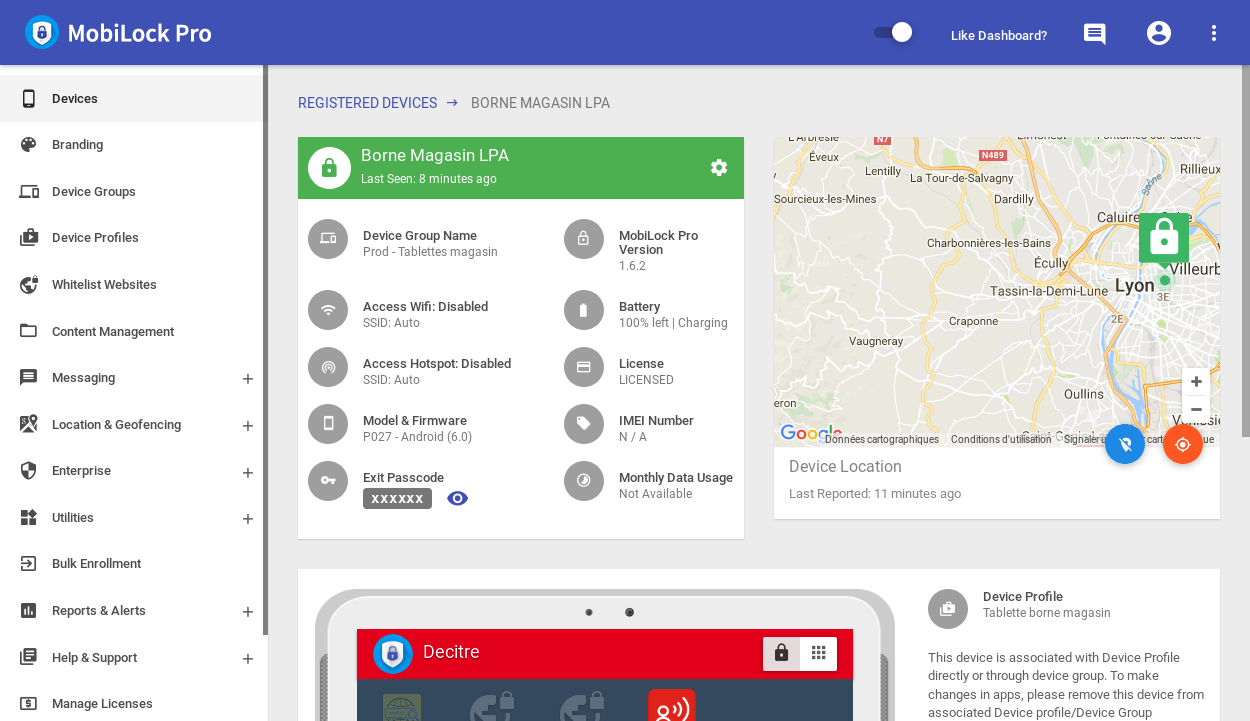 MobiLock Pro
Like Dashboard?
Devices
Branding
Device Groups
Device Profiles
Whitelist Websites
Content Management
Messaging
Location & Geofencing
Enterprise
Utilities
Bulk Enrollment
Reports & Alerts
Help & Support
Manage Licenses
REGISTERED DEVICES → BORNE MAGASIN LPA
Borne Magasin LPA
Last Seen: 8 minutes ago
Device Group Name
Prod - Tablettes magasin
MobiLock Pro
Version
1.6.2
Access Wifi: Disabled
SSID: Auto
Battery
100% left | Charging
Access Hotspot: Disabled
SSID: Auto
License
LICENSED
Model & Firmware
P027 - Android (6.0)
IMEI Number
N / A
Exit Passcode
xxxxxx
Monthly Data Usage
Not Available
L'Arbresle
N7
Éveux
N489
Lentilly
La Tour-de-Salvagny
Rillieux
Sourcieux-les-Mines
Dardilly
Saône
Caluire
Charbonnières-les-Bains
Écully
Villeurb
Tassin-la-Demi-Lune
Lyon
3E
Craponne
2E
Vaugneray
Oullins
eron
+
−
Google
Données cartographiques
Conditions d'utilisation
Device Location
Last Reported: 11 minutes ago
Decitre
Device Profile
Tablette borne magasin
This device is associated with Device Profile
directly or through device group. To make
changes in apps, please remove this device from
associated Device profile/Device Group